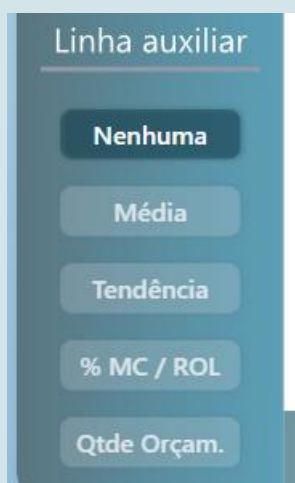 Linha auxiliar
Nenhuma
Média
Tendência
% MC / ROL
Qtde Orçam.